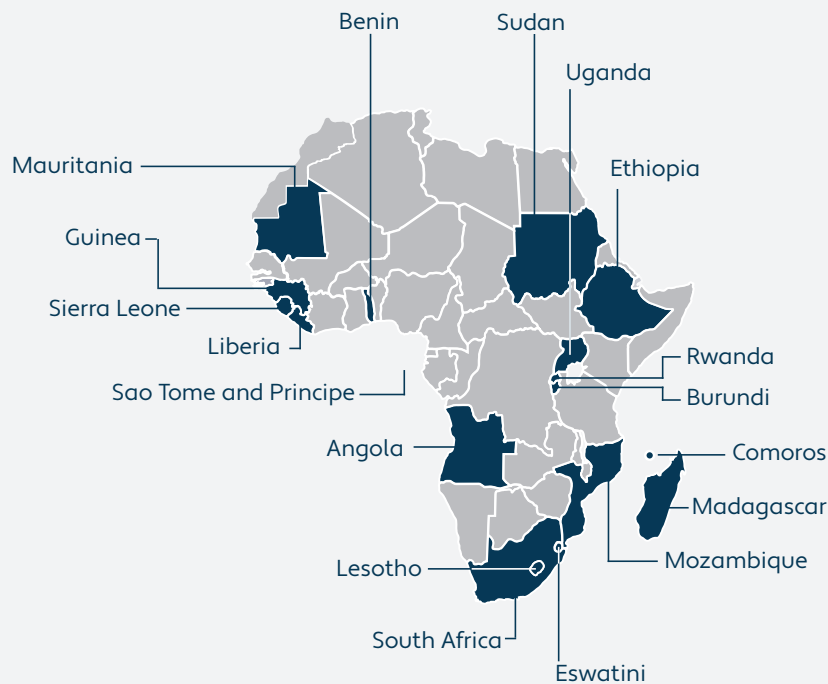 Benin
Sudan
Uganda
Mauritania
Ethiopia
Guinea
Sierra Leone
Liberia
Rwanda
Sao Tome and Principe
Burundi
Angola
Comoros
Madagascar
Mozambique
Lesotho
South Africa
Eswatini